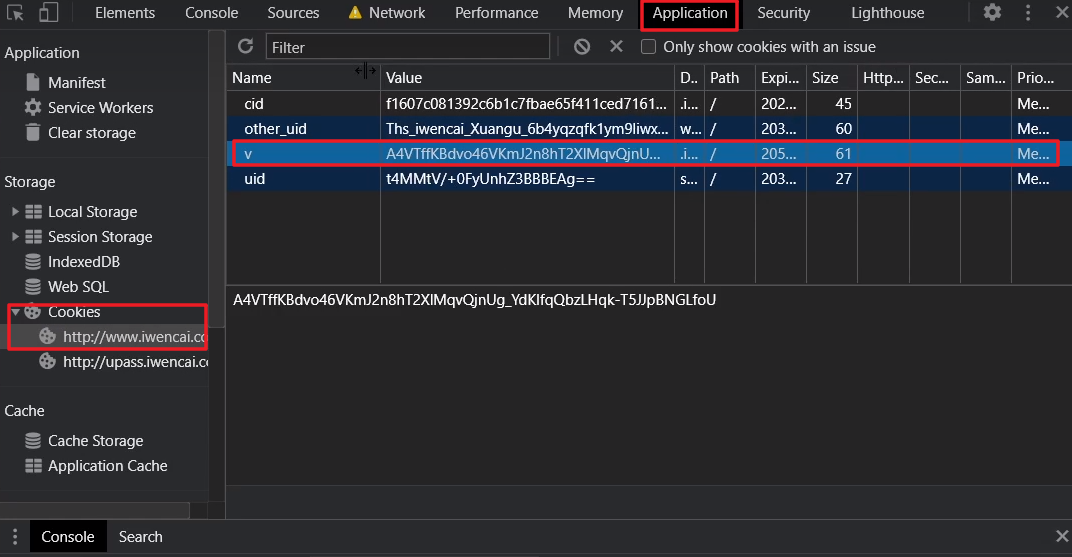 Elements Console Sources Network Performance Memory Application Security Lighthouse
Application
Manifest
Service Workers
Clear storage
Storage
Local Storage
Session Storage
IndexedDB
Web SQL
Cookies
http://www.iwencai.co
http://upass.iwencai.c
Cache
Cache Storage
Application Cache
Filter Only show cookies with an issue
Name Value D.. Path Expi... Size Http... Sec... Sam... Prio...
cid f1607c081392c6b1c7fbae65f411ced7161... .i... / 202... 45 Me...
other_uid Ths_iwencai_Xuangu_6b4yqzqfk1ym9liwx... w... / 203... 60 Me...
v A4VTffKBdvo46VKmJ2n8hT2XlMqvQjnU... .i... / 205... 61 Me...
uid t4MMtV/+0FyUnhZ3BBBEAg== s... / 203... 27 Me...
A4VTffKBdvo46VKmJ2n8hT2XlMqvQjnUg_YdKIfqQbzLHqk-T5JJpBNGLfoU
Console Search